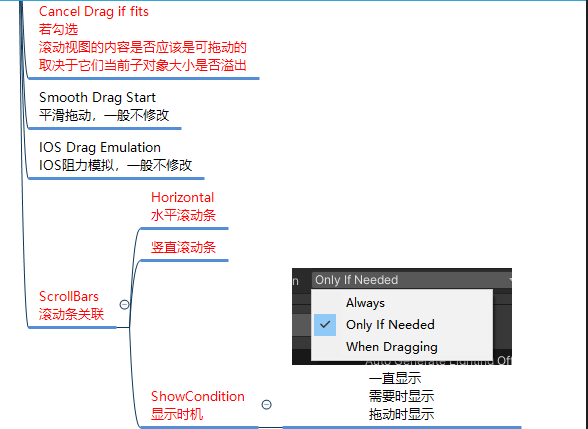 Cancel Drag if fits
若勾选
滚动视图的内容是否应该是可拖动的
取决于它们当前子对象大小是否溢出
Smooth Drag Start
平滑拖动，一般不修改
IOS Drag Emulation
IOS阻力模拟，一般不修改
Horizontal
水平滚动条
竖直滚动条
ScrollBars
滚动条关联
n
Only If Needed
Always
Only If Needed
When Dragging
Auto Generate Lighting Off
ShowCondition
显示时机
一直显示
需要时显示
拖动时显示